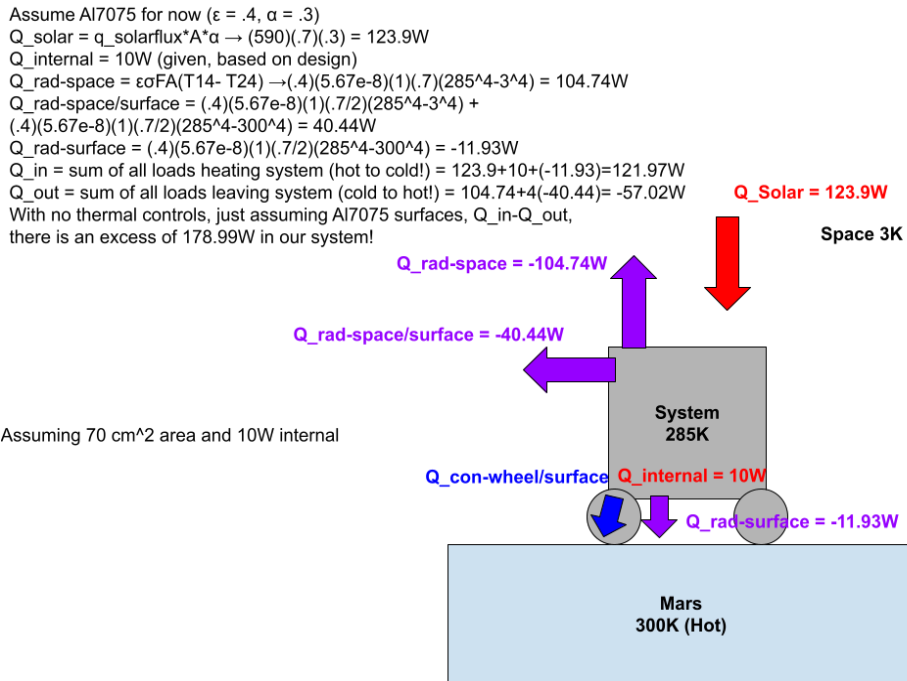 Assume Al7075 for now (ε = .4, α = .3)
Q_solar = q_solarflux*A*α → (590)(.7)(.3) = 123.9W
Q_internal = 10W (given, based on design)
Q_rad-space = εσFA(T14- T24) →(.4)(5.67e-8)(1)(.7)(285^4-3^4) = 104.74W
Q_rad-space/surface = (.4)(5.67e-8)(1)(.7/2)(285^4-3^4) +
(.4)(5.67e-8)(1)(.7/2)(285^4-300^4) = 40.44W
Q_rad-surface = (.4)(5.67e-8)(1)(.7/2)(285^4-300^4) = -11.93W
Q_in = sum of all loads heating system (hot to cold!) = 123.9+10+(-11.93)=121.97W
Q_out = sum of all loads leaving system (cold to hot!) = 104.74+4(-40.44)= -57.02W
With no thermal controls, just assuming Al7075 surfaces, Q_in-Q_out,
there is an excess of 178.99W in our system!
Q_Solar = 123.9W
Space 3K
Q_rad-space = -104.74W
Q_rad-space/surface = -40.44W
System
285K
Assuming 70 cm^2 area and 10W internal
Q_con-wheel/surface
Q_internal = 10W
Q_rad-surface = -11.93W
Mars
300K (Hot)